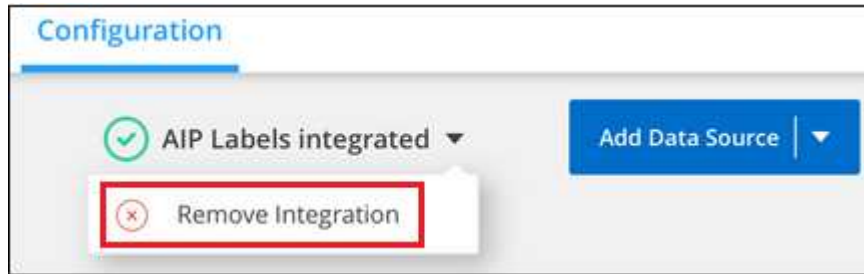 Configuration
AIP Labels integrated
Add Data Source
Remove Integration